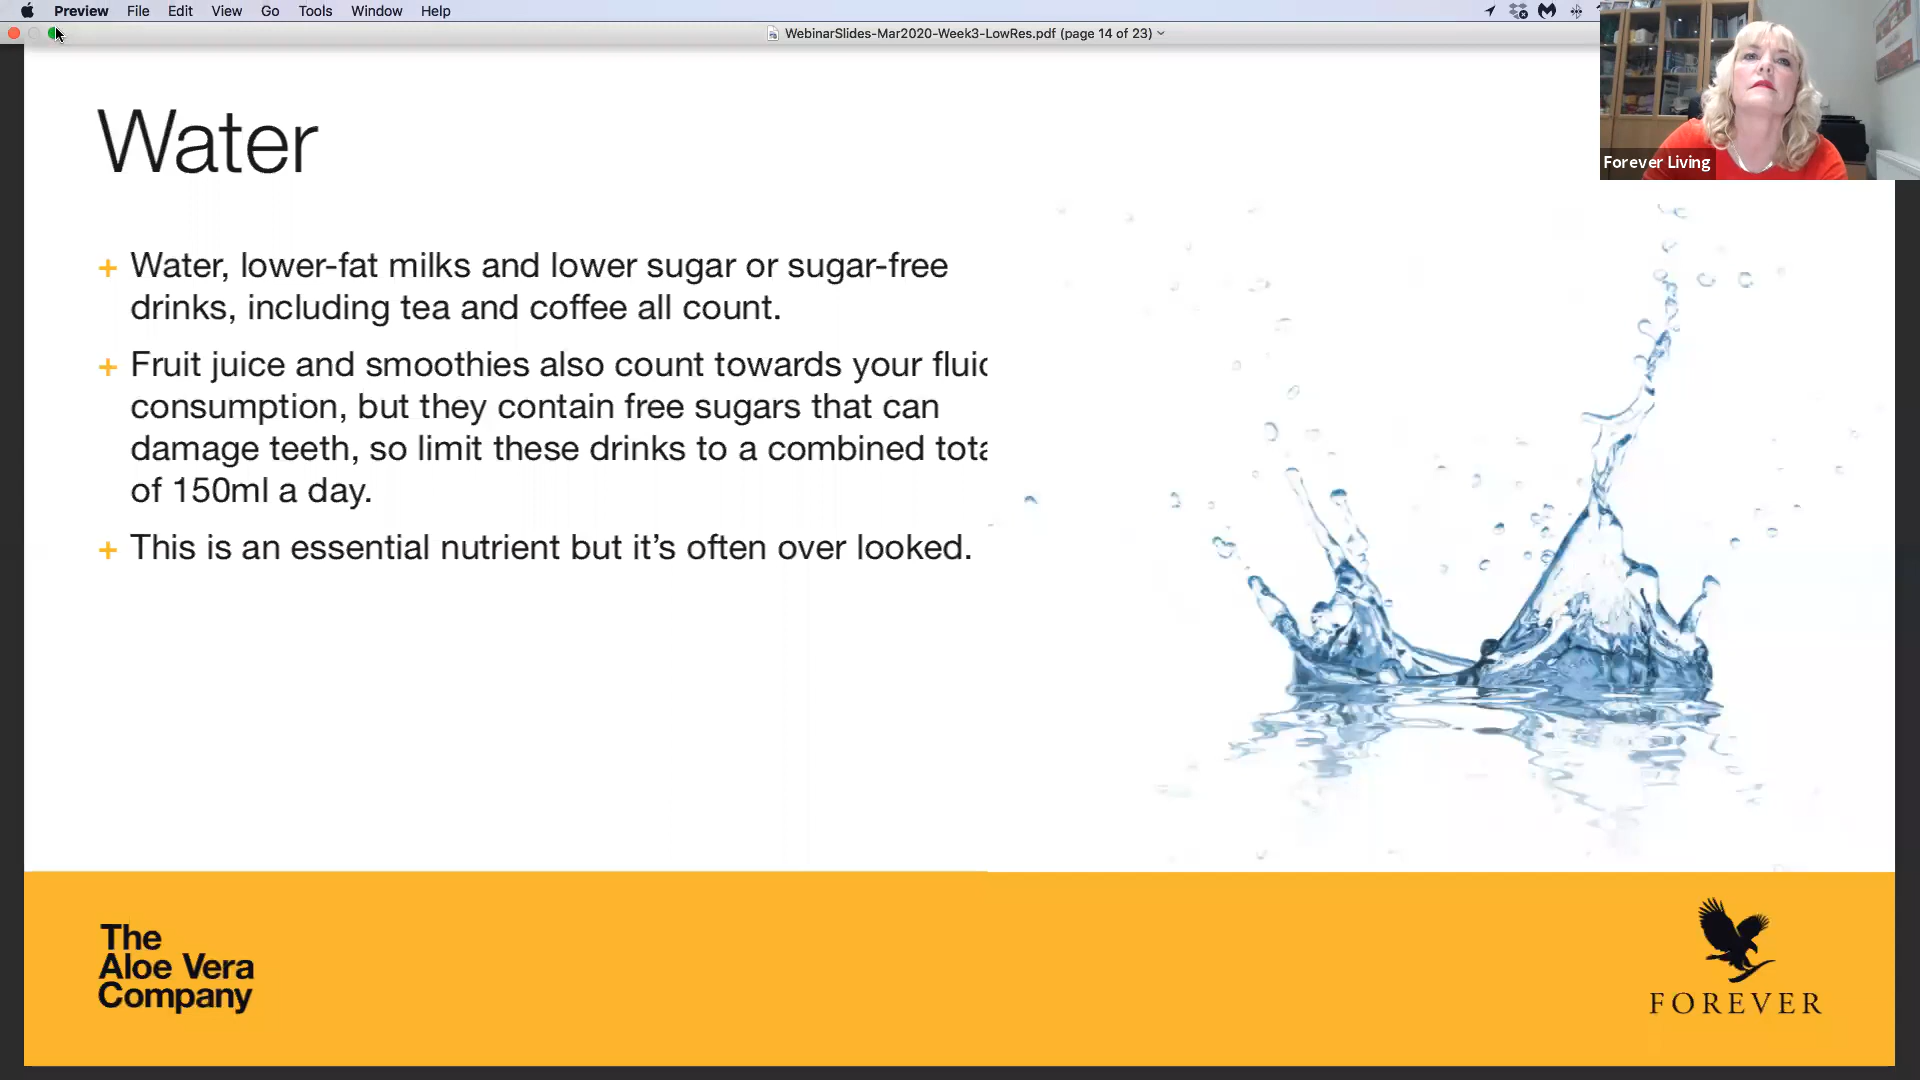 Preview File Edit View Go Tools Window Help
WebinarSlides-Mar2020-Week3-LowRes.pdf (page 14 of 23)
Forever Living
Water
+ Water, lower-fat milks and lower sugar or sugar-free
drinks, including tea and coffee all count.
+ Fruit juice and smoothies also count towards your
consumption, but they contain free sugars that can
damage teeth, so limit these drinks to a combined
of 150ml a day.
+ This is an essential nutrient but it’s often over looked.
The
Aloe Vera
Company
FOREVER